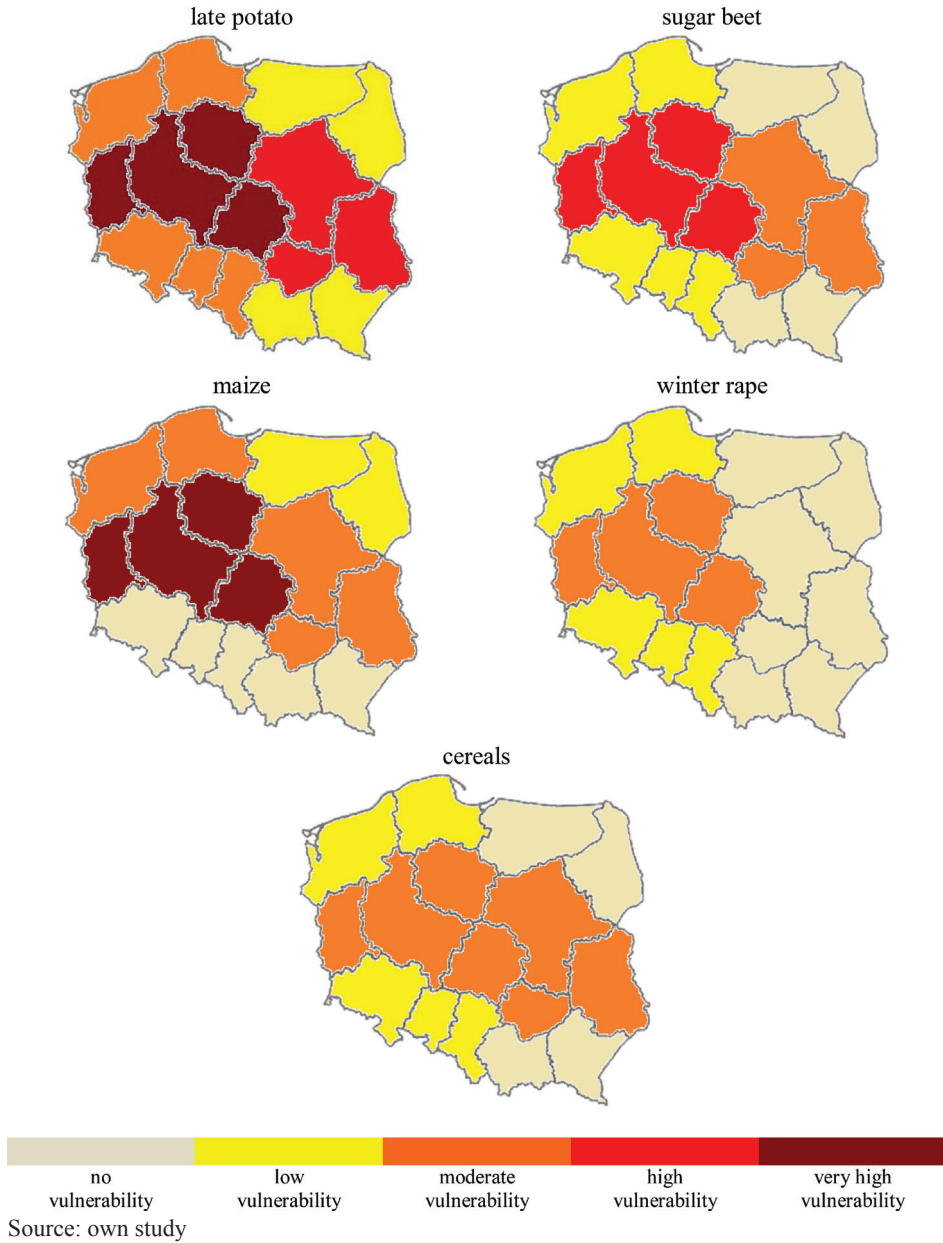 late potato
sugar beet
maize
winter rape
cereals
no
vulnerability
low
vulnerability
moderate
vulnerability
high
vulnerability
very high
vulnerability
Source: own study